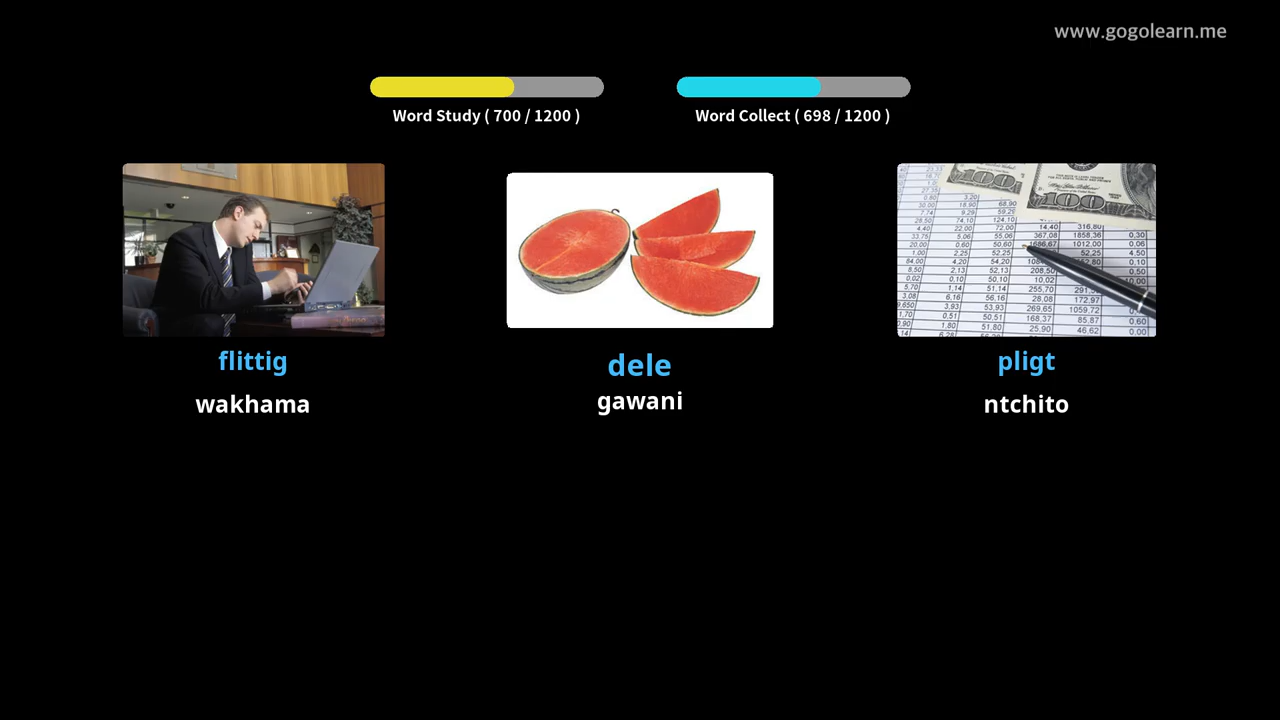 www.gogolearn.me
Word Study ( 700 / 1200 )
Word Collect ( 698 / 1200 )
flittig
dele
pligt
wakhama
gawani
ntchito